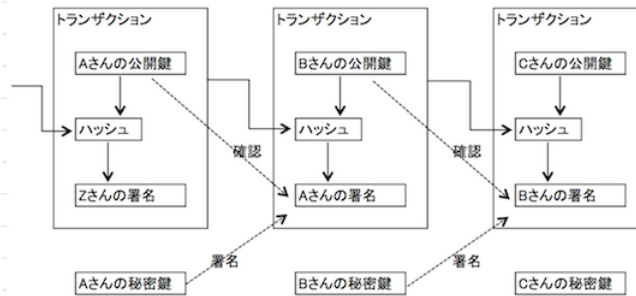 トランザクション
トランザクション
トランザクション
Aさんの公開鍵
Bさんの公開鍵
Cさんの公開鍵
ハッシュ
ハッシュ
ハッシュ
確認
確認
Zさんの署名
Aさんの署名
Bさんの署名
署名
署名
Aさんの秘密鍵
Bさんの秘密鍵
Cさんの秘密鍵